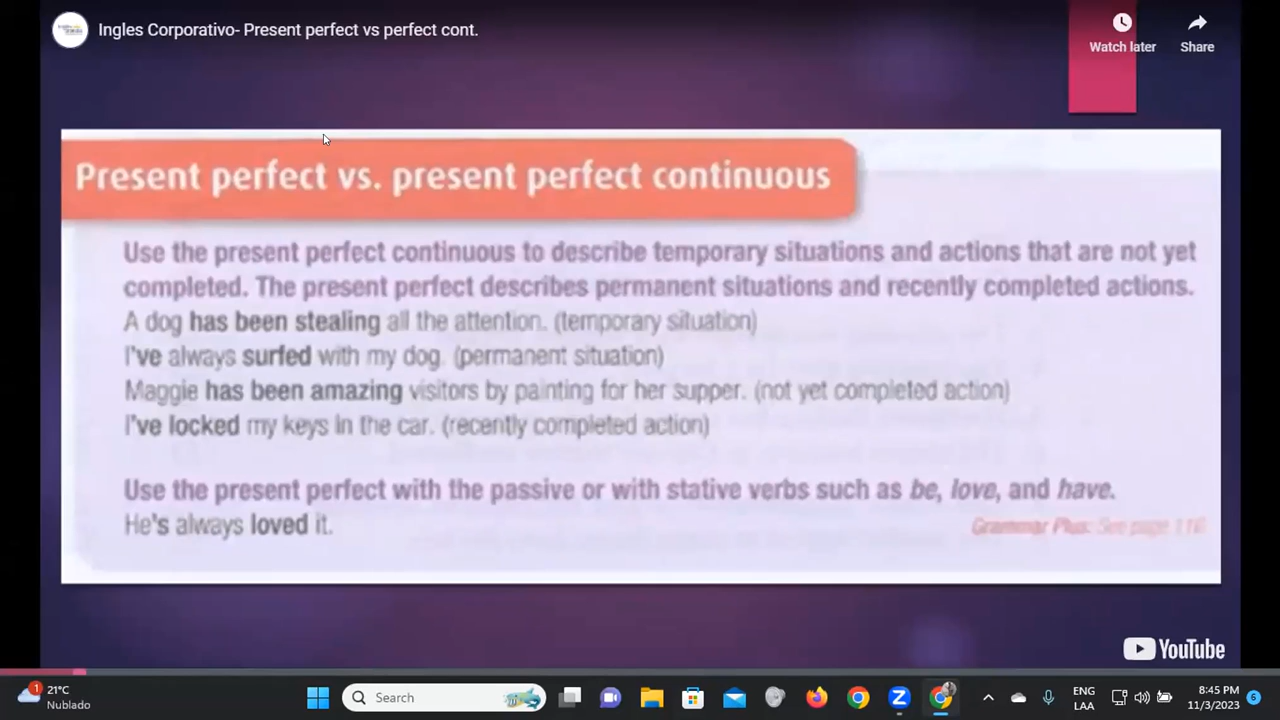 Ingles Corporativo- Present perfect vs perfect cont.
Watch later
Share
Present perfect vs. present perfect continuous
Use the present perfect continuous to describe temporary situations and actions that are not yet
completed. The present perfect describes permanent situations and recently completed actions.
A dog has been stealing all the attention. (temporary situation)
I've always surfed with my dog. (permanent situation)
Maggie has been amazing visitors by painting for her supper. (not yet completed action)
I've locked my keys in the car. (recently completed action)
Use the present perfect with the passive or with stative verbs such as be, love, and have.
He's always loved it.
Grammar Plus: See page 116
YouTube
1
21°C
Nublado
Search
ENG
LAA
8:45 PM
11/3/2023
6